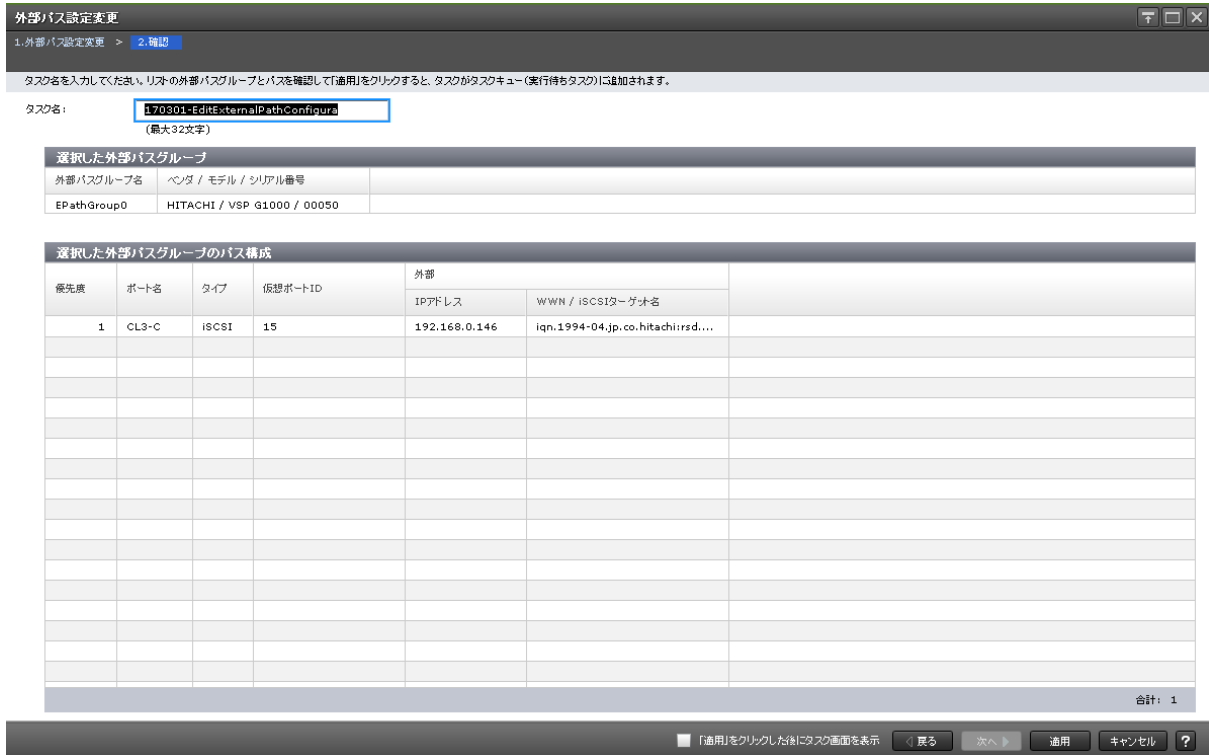 外部パス設定変更
1.外部パス設定変更 > 2.確認
タスク名を入力してください。リストの外部パスグループとパスを確認して「適用」をクリックすると、タスクがタスクキュー(実行待ちタスク)に追加されます。
タスク名: 170301-EditExternalPathConfigura
(最大32文字)
選択した外部パスグループ
外部パスグループ名 ベンダ / モデル / シリアル番号
EPathGroup0 HITACHI / VSP G1000 / 00050
選択した外部パスグループのパス構成
優先度 ポート名 タイプ 仮想ポートID 外部
IPアドレス WWN / iSCSIターゲット名
1 CL3-C iSCSI 15 192.168.0.146 iqn.1994-04.jp.co.hitachi:rsd....
合計: 1
「適用」をクリックした後にタスク画面を表示 戻る 次へ 適用 キャンセル ?